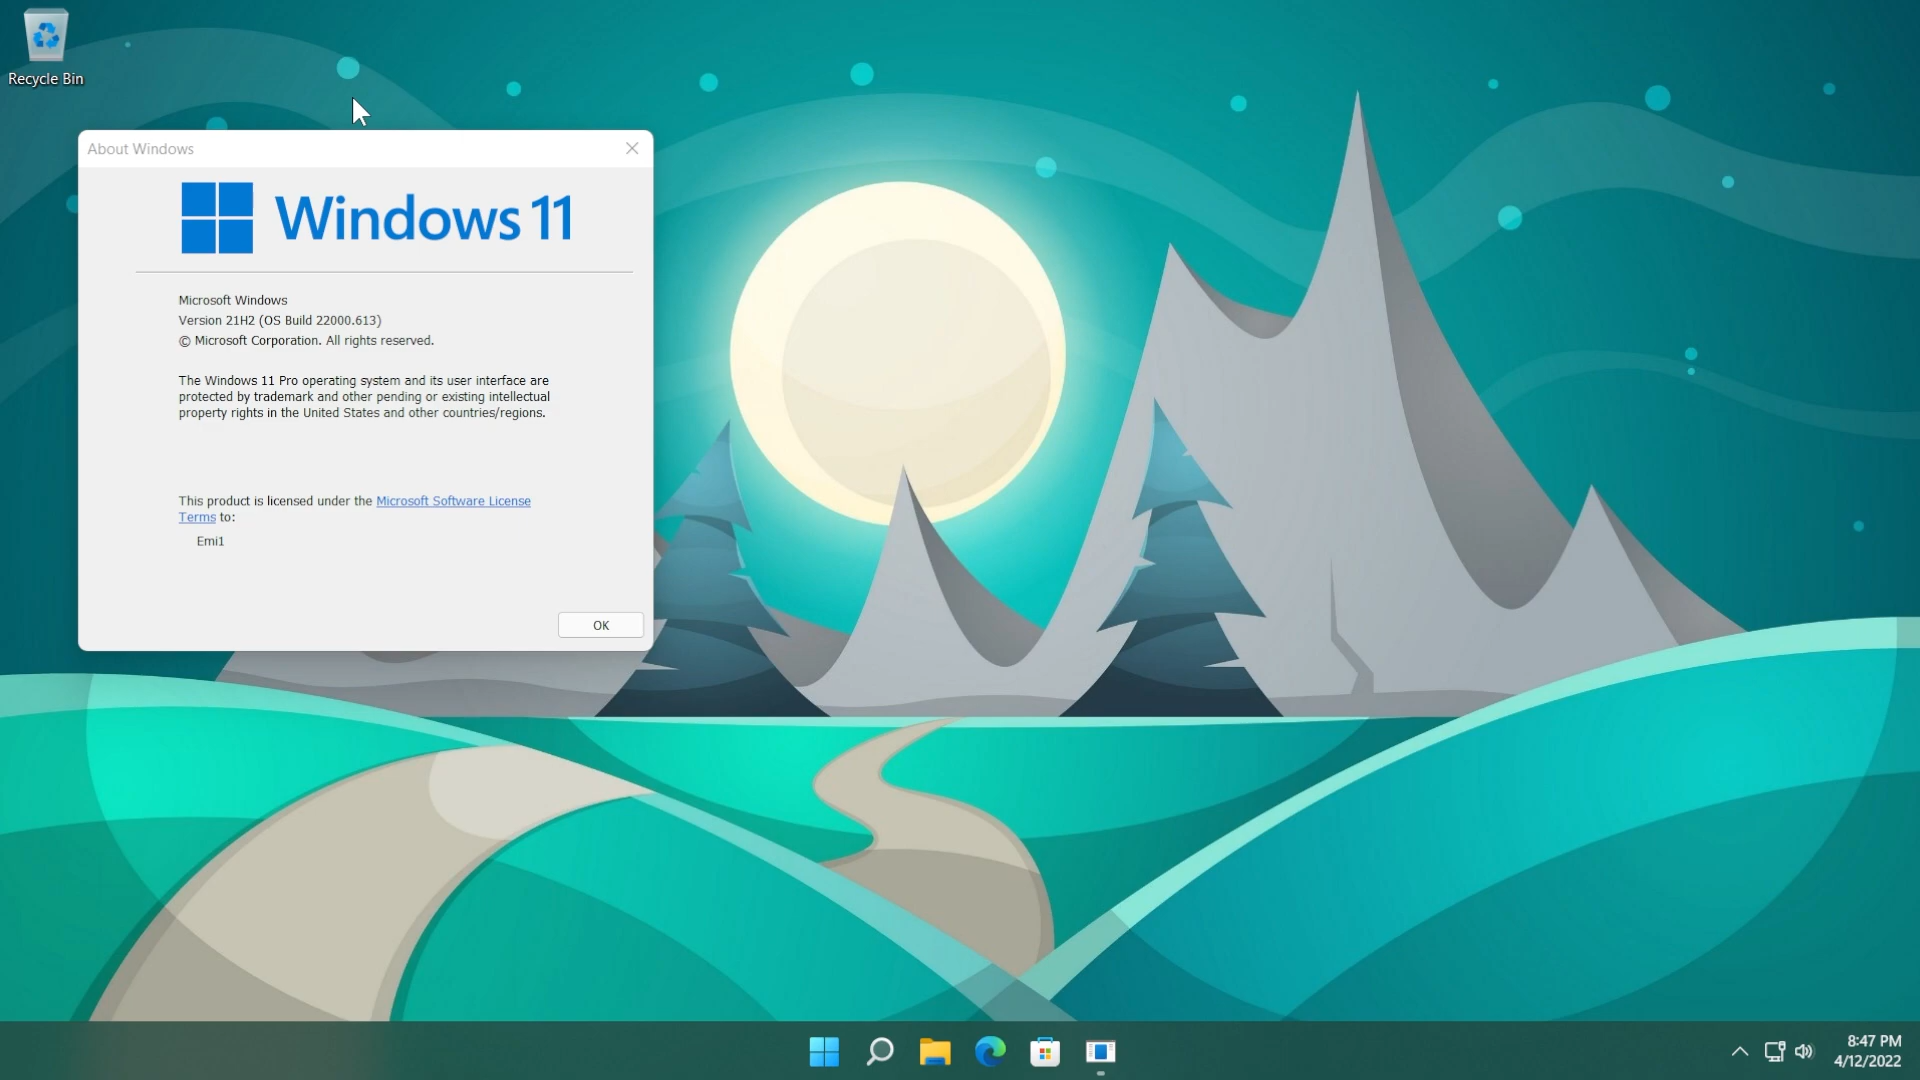 Recycle Bin
About Windows
Windows 11
Microsoft Windows
Version 21H2 (OS Build 22000.613)
© Microsoft Corporation. All rights reserved.
The Windows 11 Pro operating system and its user interface are
protected by trademark and other pending or existing intellectual
property rights in the United States and other countries/regions.
This product is licensed under the Microsoft Software License
Terms to:
Emi1
OK
8:47 PM
4/12/2022